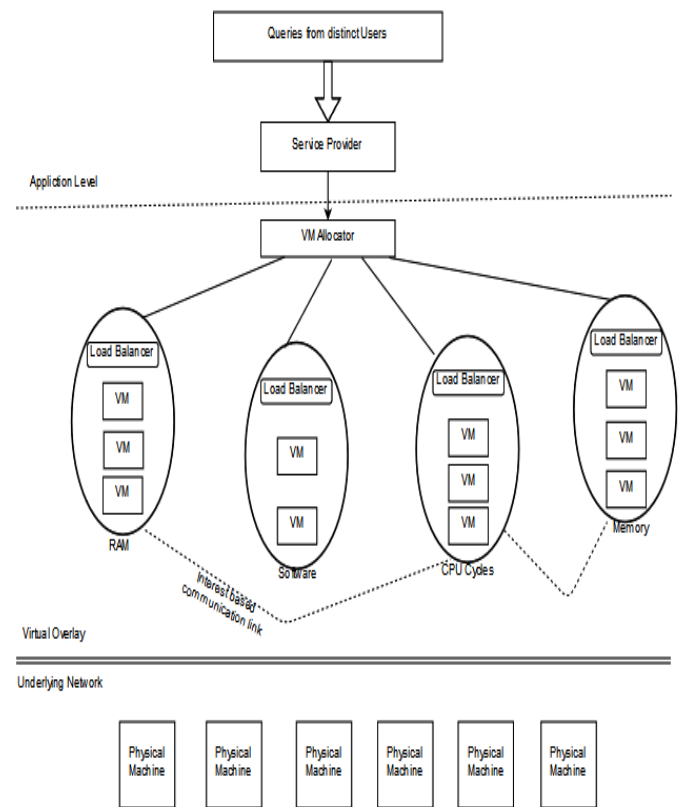 Queries from distinct Users
Service Provider
Appliction Level
VM Allocator
Load Balancer
VM
VM
VM
RAM
Load Balancer
VM
VM
Software
Load Balancer
VM
VM
VM
CPU Cycles
Load Balancer
VM
VM
VM
Memory
Interest based
communication link
Virtual Overlay
Underlying Network
Physical
Machine
Physical
Machine
Physical
Machine
Physical
Machine
Physical
Machine
Physical
Machine